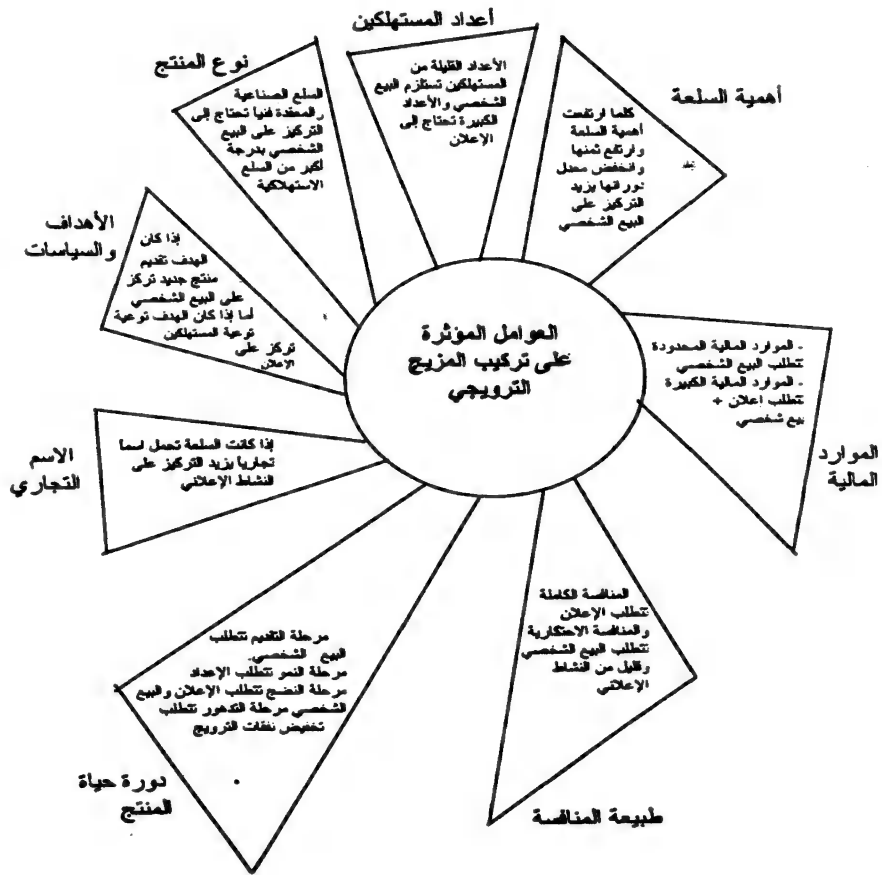 أعداد المستهلكين
الأعداد القليلة من
المستهلكين تستلزم البيع
الشخصي والأعداد
الكبيرة تحتاج إلى
الإعلان
أهمية السلعة
كلما ارتفعت
أهمية السلعة
وارتفع ثمنها
وانخفض معدل
دورانها يزيد
التركيز على
البيع الشخصي
الموارد
المالية
- الموارد المالية المحدودة
تتطلب البيع الشخصي
- الموارد المالية الكبيرة
تتطلب إعلان +
بيع شخصي
طبيعة المنافسة
المنافسة الكاملة
تتطلب الإعلان
والمنافسة الاحتكارية
تتطلب البيع الشخصي
وقليل من النشاط
الإعلاني
دورة حياة
المنتج
مرحلة التقديم تتطلب
البيع الشخصي.
مرحلة النمو تتطلب الإعداد
مرحلة النضج تتطلب الإعلان والبيع
الشخصي مرحلة التدهور تتطلب
تخفيض نفقات الترويج
الاسم
التجاري
إذا كانت السلعة تحمل اسماً
تجارياً يزيد التركيز على
النشاط الإعلاني
الأهداف
والسياسات
إذا كان
الهدف تقديم
منتج جديد تركز
على البيع الشخصي
أما إذا كان الهدف توعية
توعية المستهلكين
تركز على
الإعلان
نوع المنتج
السلع الصناعية
والمعقدة فنياً تحتاج إلى
التركيز على البيع
الشخصي بدرجة
أكبر من السلع
الاستهلاكية
العوامل المؤثرة
على تركيب المزيج
الترويجي